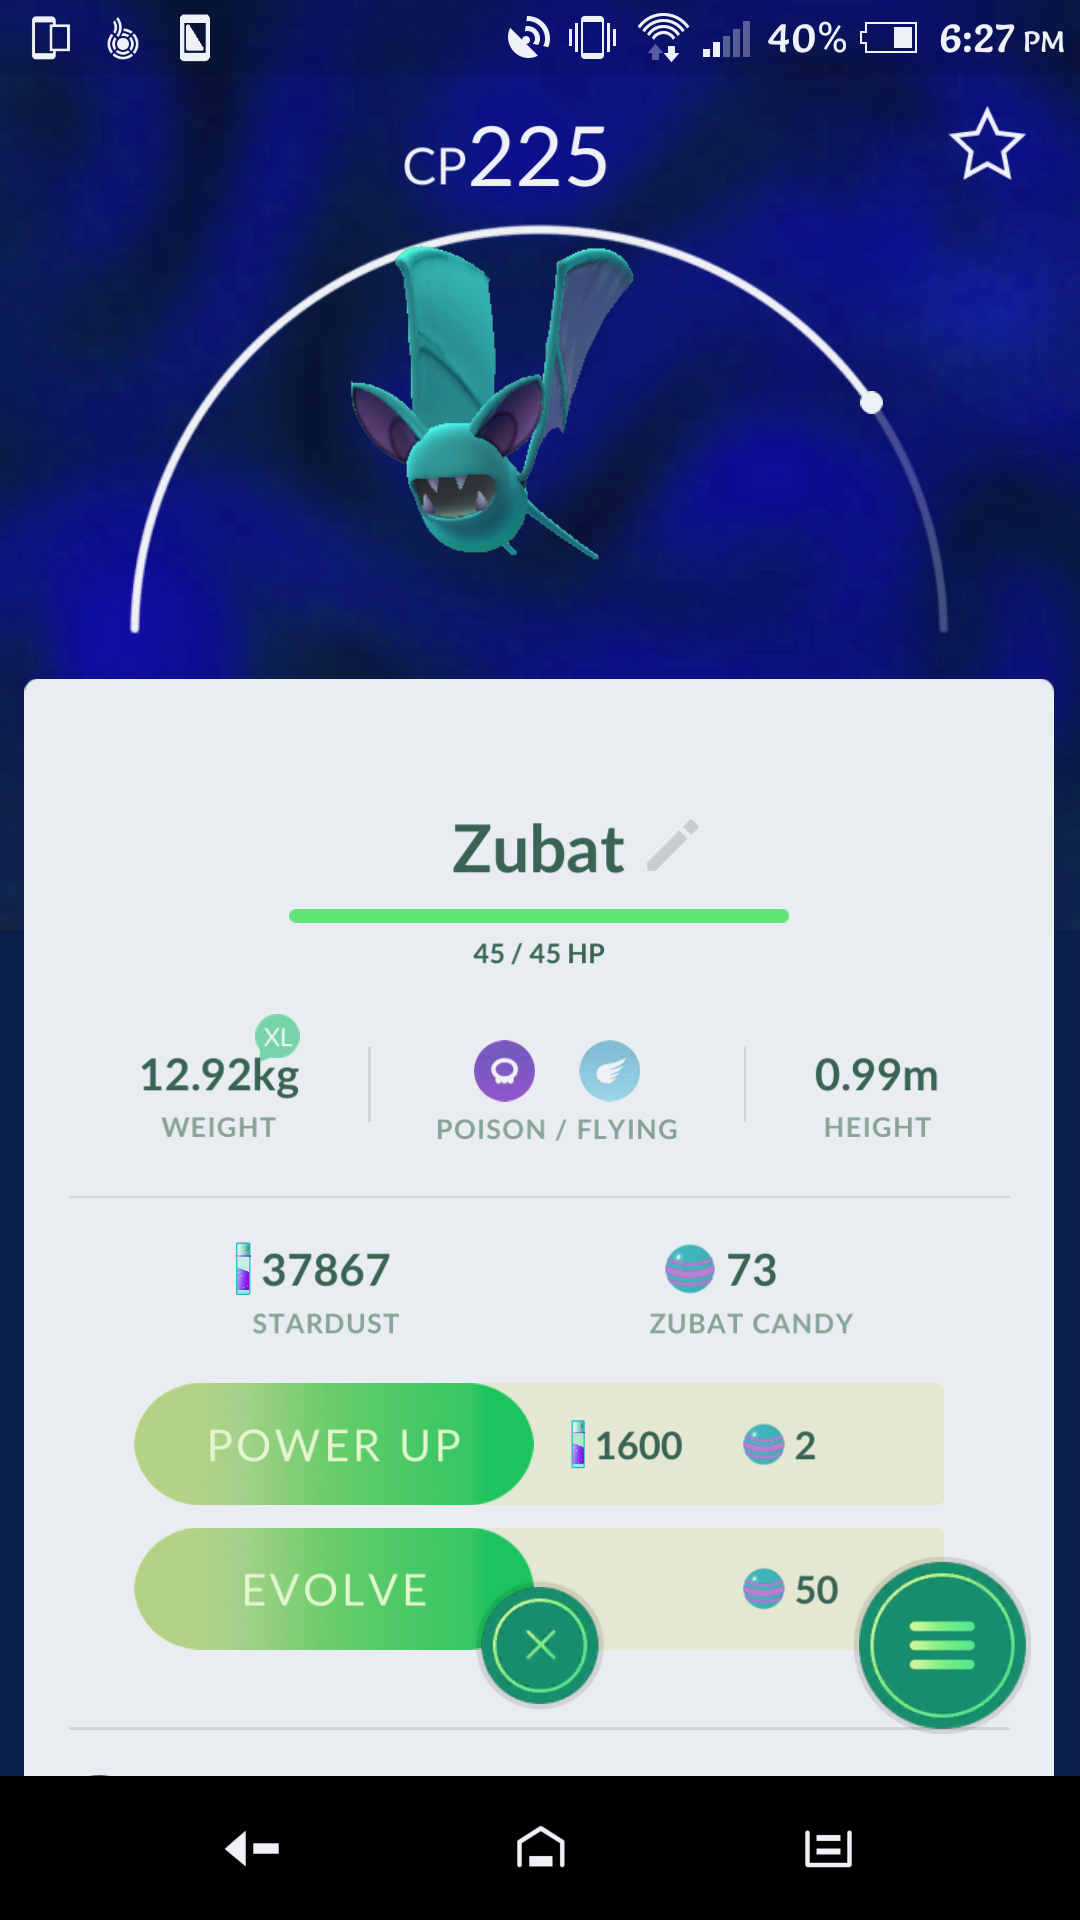 40% 6:27 PM
CP225
Zubat
45 / 45 HP
XL
12.92kg
WEIGHT
POISON / FLYING
0.99m
HEIGHT
37867
STARDUST
73
ZUBAT CANDY
POWER UP 1600 2
EVOLVE 50